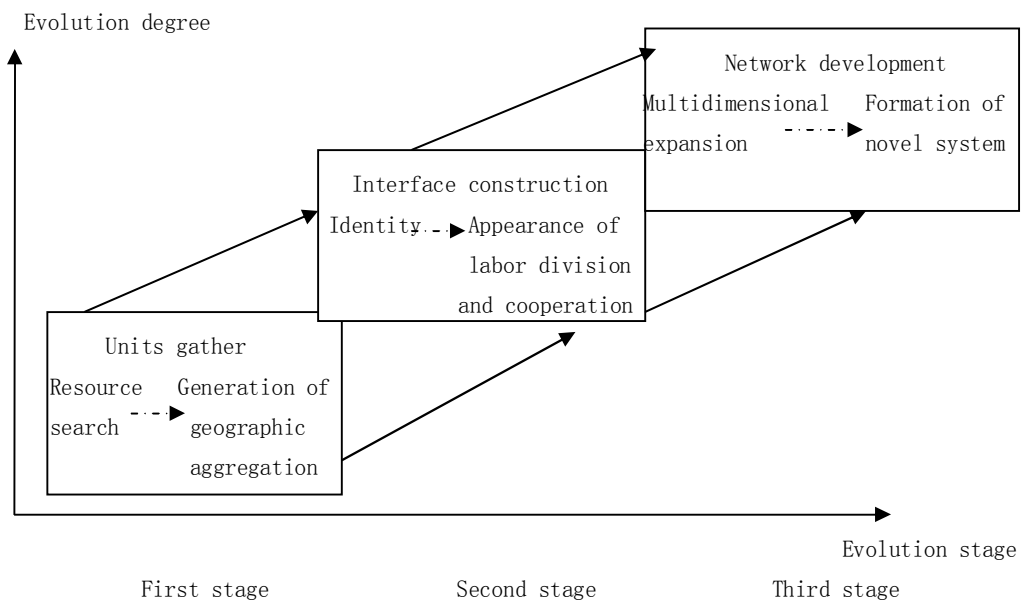 Evolution degree
Network development
Multidimensional Formation of
expansion novel system
Interface construction
Identity Appearance of
labor division
and cooperation
Units gather
Resource Generation of
search geographic
aggregation
Evolution stage
First stage Second stage Third stage